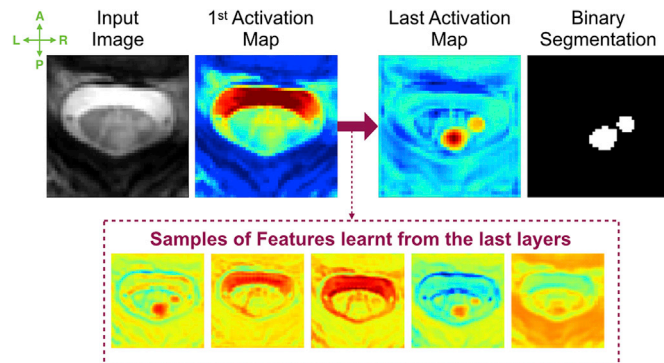 A
L R
P
Input
Image
1st Activation
Map
Last Activation
Map
Binary
Segmentation
Samples of Features learnt from the last layers